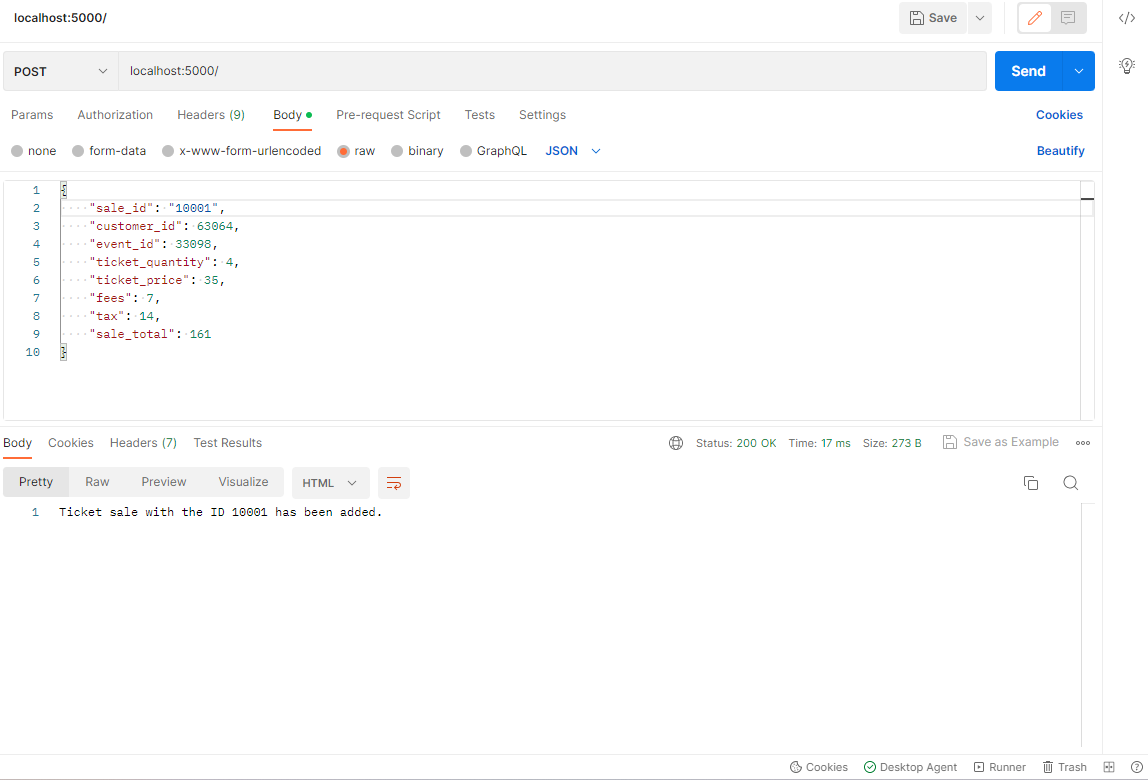 localhost:5000/
Save
POST localhost:5000/ Send
Params Authorization Headers (9) Body Pre-request Script Tests Settings Cookies
none form-data x-www-form-urlencoded raw binary GraphQL JSON Beautify
1 {
2 "sale_id": "10001",
3 "customer_id": 63064,
4 "event_id": 33098,
5 "ticket_quantity": 4,
6 "ticket_price": 35,
7 "fees": 7,
8 "tax": 14,
9 "sale_total": 161
10 }
Body Cookies Headers (7) Test Results Status: 200 OK Time: 17 ms Size: 273 B Save as Example
Pretty Raw Preview Visualize HTML
1 Ticket sale with the ID 10001 has been added.
Cookies Desktop Agent Runner Trash